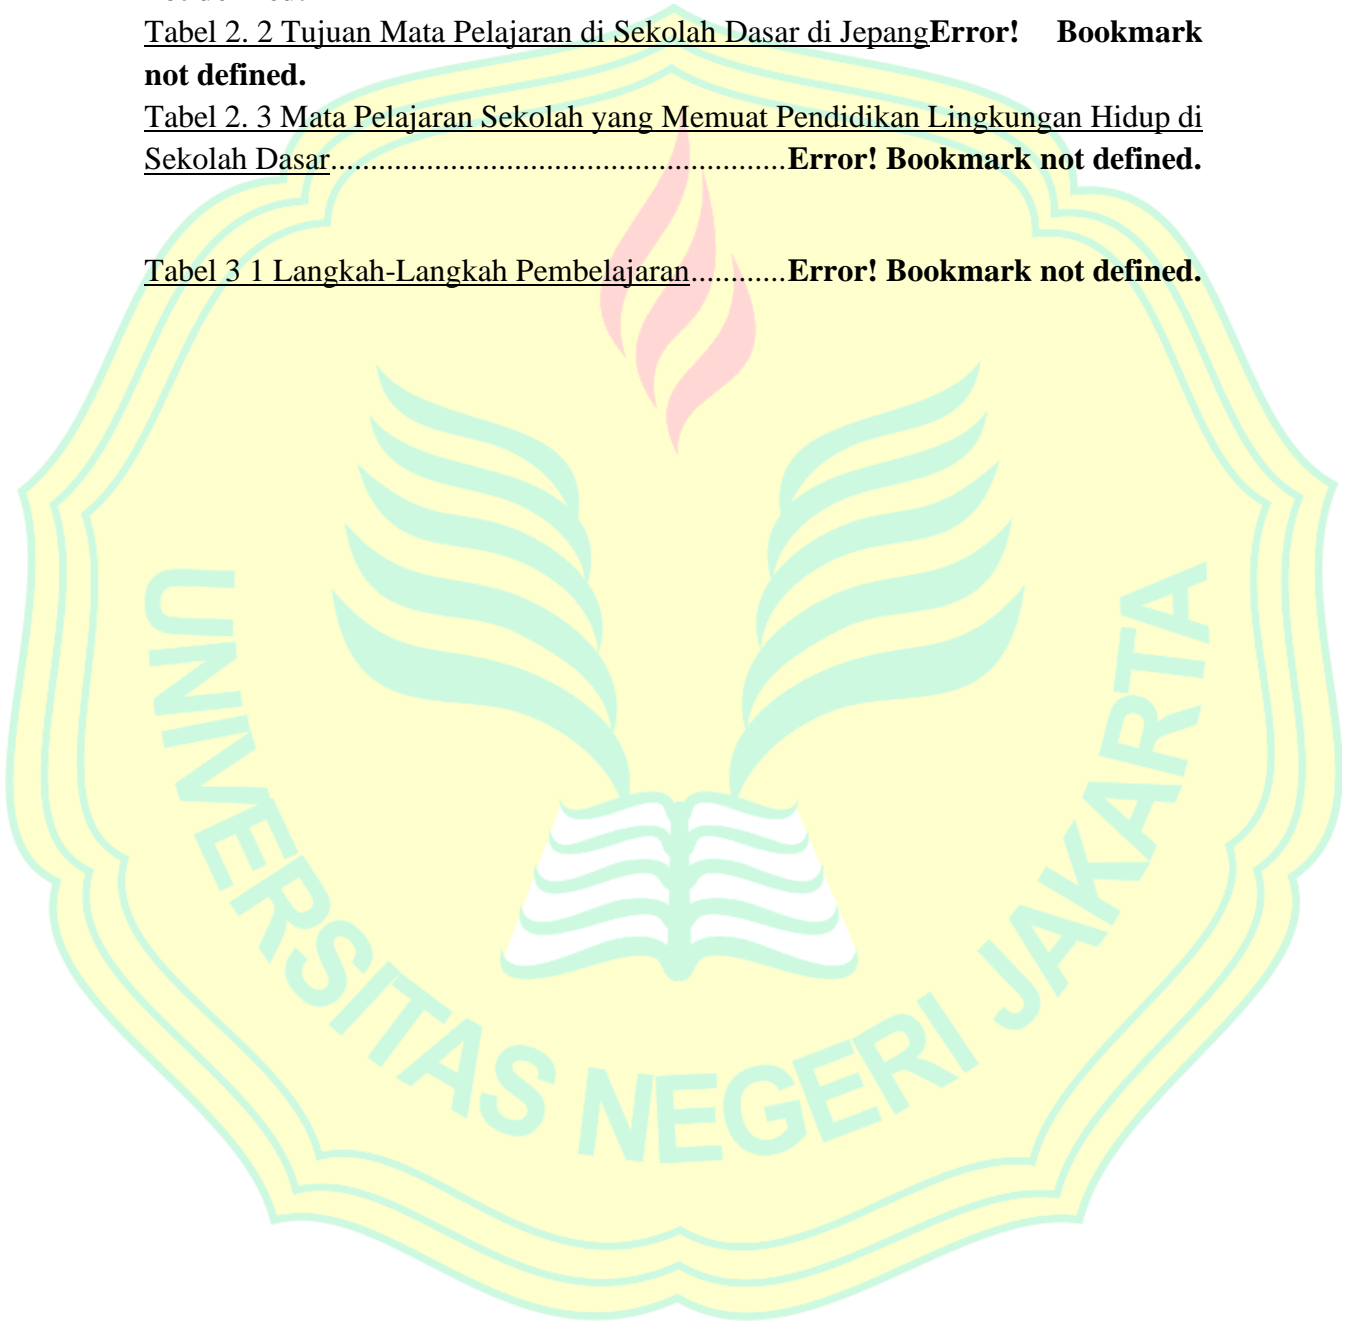 Tabel 2. 2 Tujuan Mata Pelajaran di Sekolah Dasar di JepangError! Bookmark
not defined.
Tabel 2. 3 Mata Pelajaran Sekolah yang Memuat Pendidikan Lingkungan Hidup di
Sekolah Dasar..........................................................Error! Bookmark not defined.
Tabel 3 1 Langkah-Langkah Pembelajaran............Error! Bookmark not defined.
UNIVERSITAS NEGERI JAKARTA